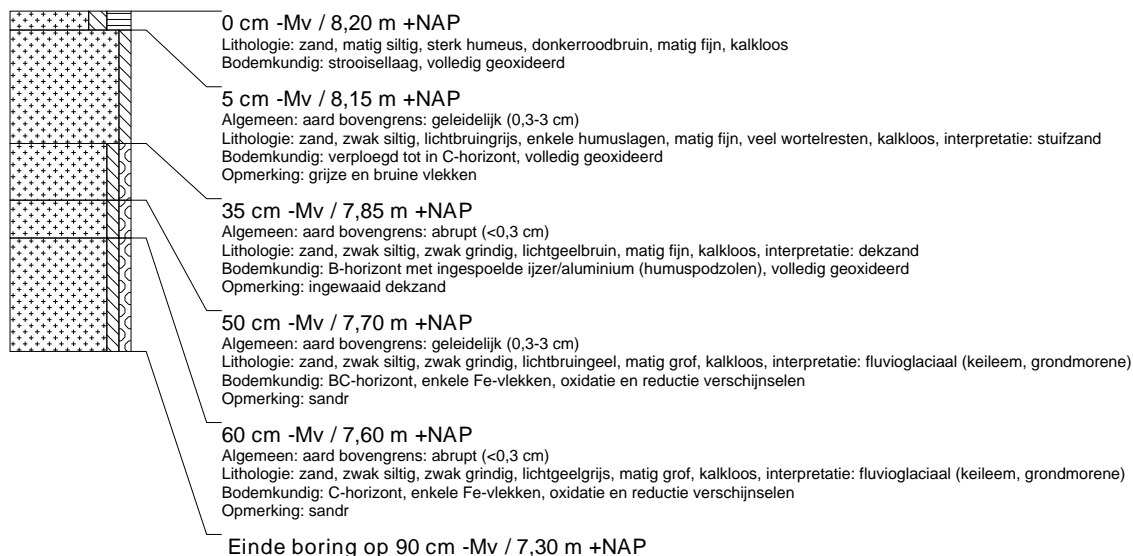 0 cm -Mv / 8,20 m +NAP
Lithologie: zand, matig siltig, sterk humeus, donkerroodbruin, matig fijn, kalkloos
Bodemkundig: strooisellaag, volledig geoxideerd
5 cm -Mv / 8,15 m +NAP
Algemeen: aard bovengrens: geleidelijk (0,3-3 cm)
Lithologie: zand, zwak siltig, lichtbruingrijs, enkele humuslagen, matig fijn, veel wortelresten, kalkloos, interpretatie: stuifzand
Bodemkundig: verploegd tot in C-horizont, volledig geoxideerd
Opmerking: grijze en bruine vlekken
35 cm -Mv / 7,85 m +NAP
Algemeen: aard bovengrens: abrupt (<0,3 cm)
Lithologie: zand, zwak siltig, zwak grindig, lichtgeelbruin, matig fijn, kalkloos, interpretatie: dekzand
Bodemkundig: B-horizont met ingespoelde ijzer/aluminium (humuspodzolen), volledig geoxideerd
Opmerking: ingewaaid dekzand
50 cm -Mv / 7,70 m +NAP
Algemeen: aard bovengrens: geleidelijk (0,3-3 cm)
Lithologie: zand, zwak siltig, zwak grindig, lichtbruingeel, matig grof, kalkloos, interpretatie: fluvioglaciaal (keileem, grondmorene)
Bodemkundig: BC-horizont, enkele Fe-vlekken, oxidatie en reductie verschijnselen
Opmerking: sandr
60 cm -Mv / 7,60 m +NAP
Algemeen: aard bovengrens: abrupt (<0,3 cm)
Lithologie: zand, zwak siltig, zwak grindig, lichtgeelgrijs, matig grof, kalkloos, interpretatie: fluvioglaciaal (keileem, grondmorene)
Bodemkundig: C-horizont, enkele Fe-vlekken, oxidatie en reductie verschijnselen
Opmerking: sandr
Einde boring op 90 cm -Mv / 7,30 m +NAP